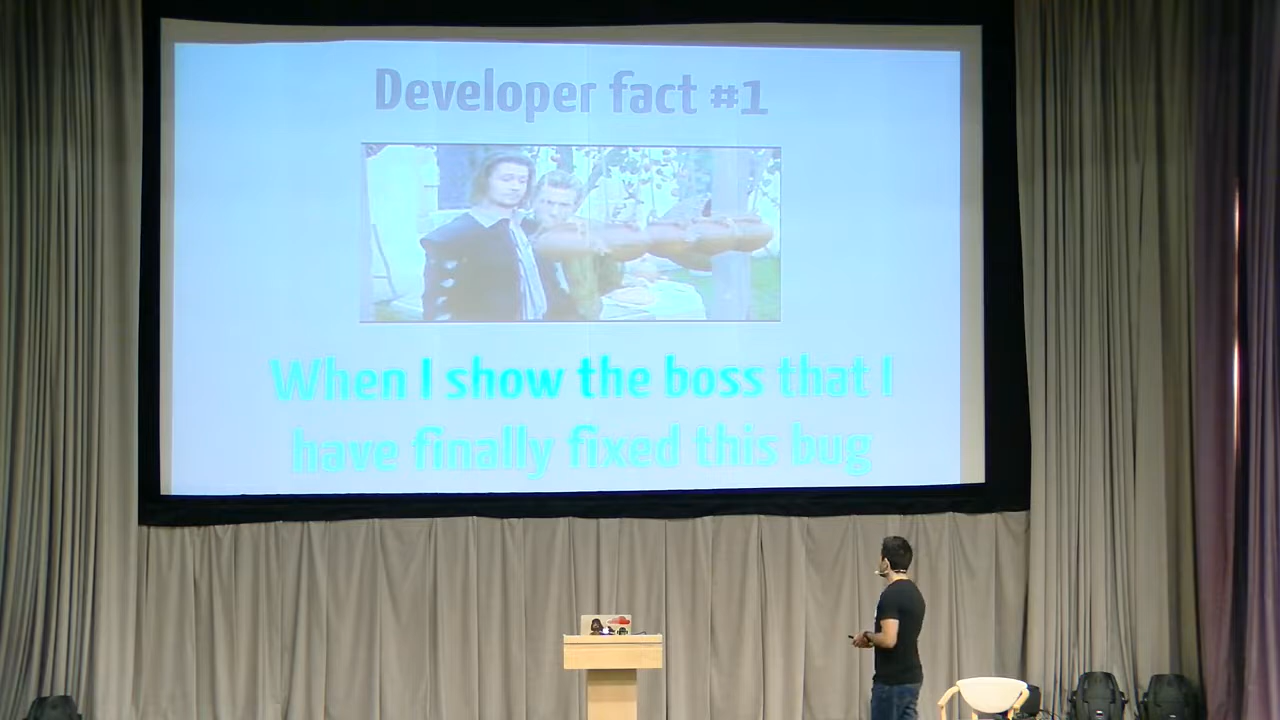 Developer fact #1
When I show the boss that I
have finally fixed this bug